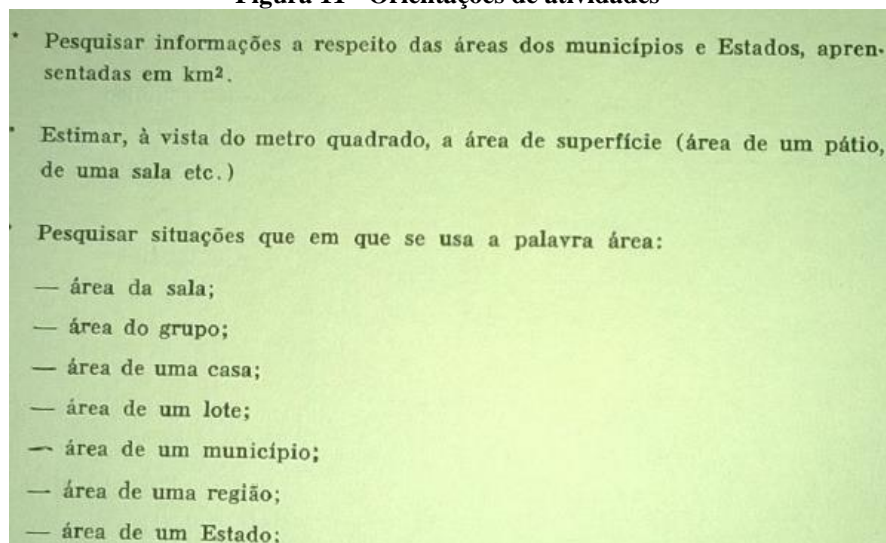 Figura 11 - Orientações de atividades
* Pesquisar informações a respeito das áreas dos municípios e Estados, apren-
sentadas em km².
* Estimar, à vista do metro quadrado, a área de superfície (área de um pátio,
de uma sala etc.)
* Pesquisar situações que em que se usa a palavra área:
— área da sala;
— área do grupo;
— área de uma casa;
— área de um lote;
— área de um município;
— área de uma região;
— área de um Estado;